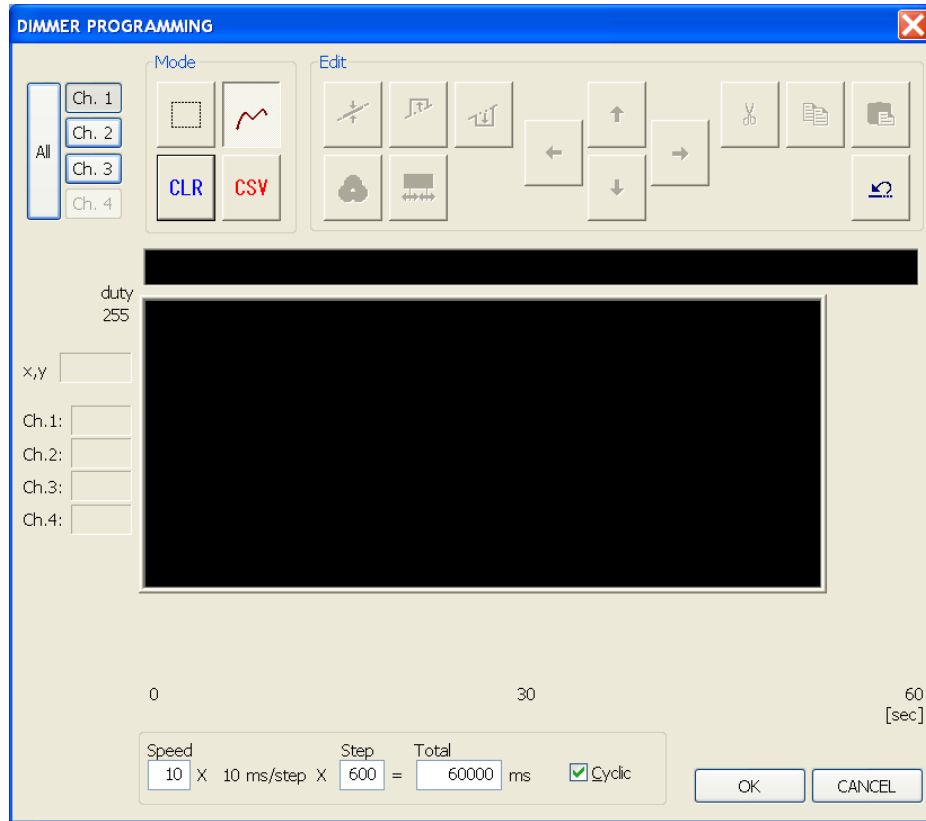 DIMMER PROGRAMMING
Mode
Edit
All
Ch. 1
Ch. 2
Ch. 3
Ch. 4
CLR
CSV
duty
255
x,y
Ch.1:
Ch.2:
Ch.3:
Ch.4:
0 30 60
[sec]
Speed Step Total
10 X 10 ms/step X 600 = 60000 ms Cyclic
OK CANCEL